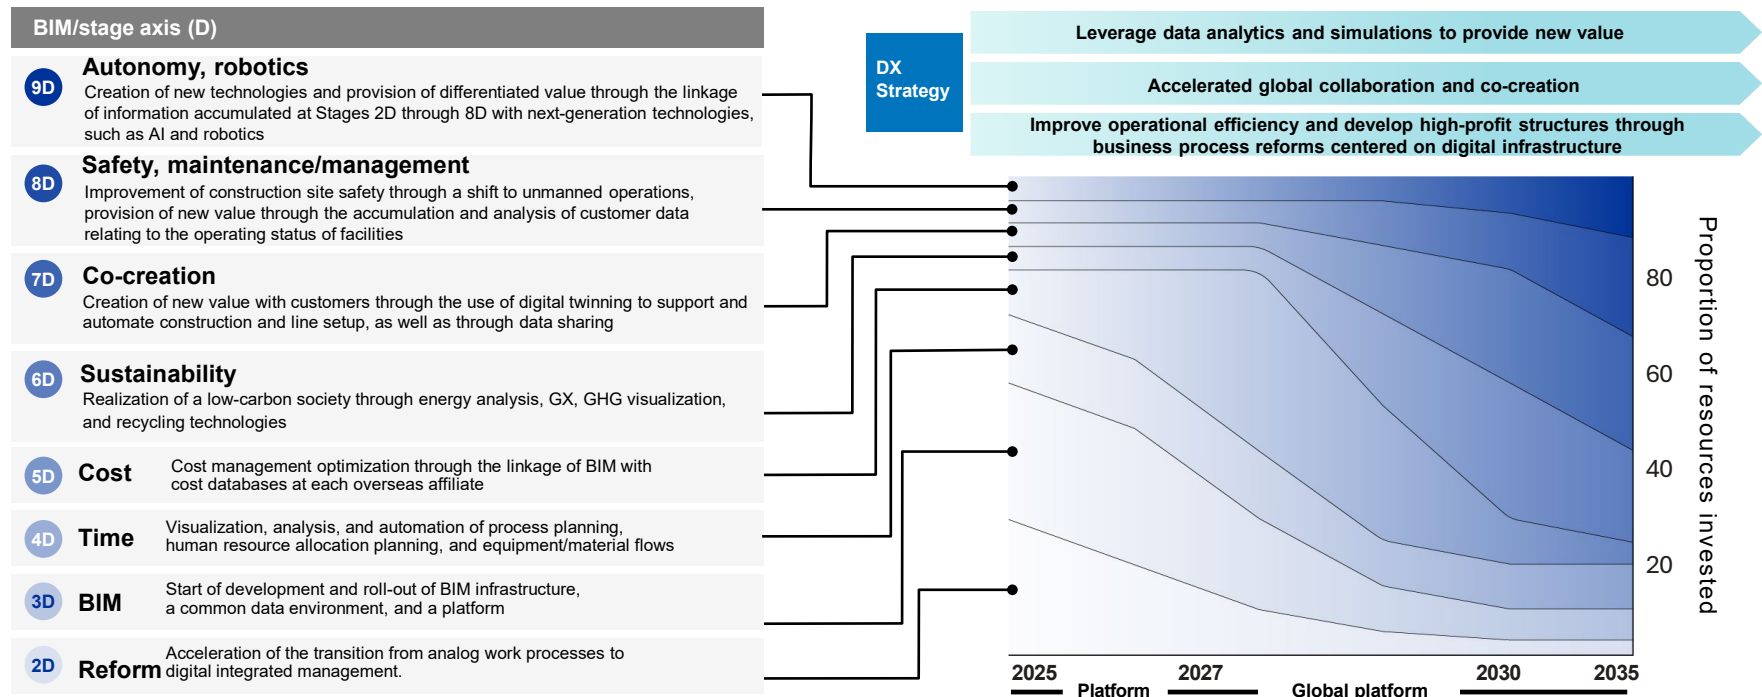 BIM/stage axis (D)
9D
Autonomy, robotics
Creation of new technologies and provision of differentiated value through the linkage
of information accumulated at Stages 2D through 8D with next-generation technologies,
such as AI and robotics
8D
Safety, maintenance/management
Improvement of construction site safety through a shift to unmanned operations,
provision of new value through the accumulation and analysis of customer data
relating to the operating status of facilities
7D
Co-creation
Creation of new value with customers through the use of digital twinning to support and
automate construction and line setup, as well as through data sharing
6D
Sustainability
Realization of a low-carbon society through energy analysis, GX, GHG visualization,
and recycling technologies
5D
Cost
Cost management optimization through the linkage of BIM with
cost databases at each overseas affiliate
4D
Time
Visualization, analysis, and automation of process planning,
human resource allocation planning, and equipment/material flows
3D
BIM
Start of development and roll-out of BIM infrastructure,
a common data environment, and a platform
2D
Reform
Acceleration of the transition from analog work processes to
digital integrated management.
DX
Strategy
Leverage data analytics and simulations to provide new value
Accelerated global collaboration and co-creation
Improve operational efficiency and develop high-profit structures through
business process reforms centered on digital infrastructure
80
60
40
20
Proportion of resources invested
2025
2027
2030
2035
Platform
Global platform